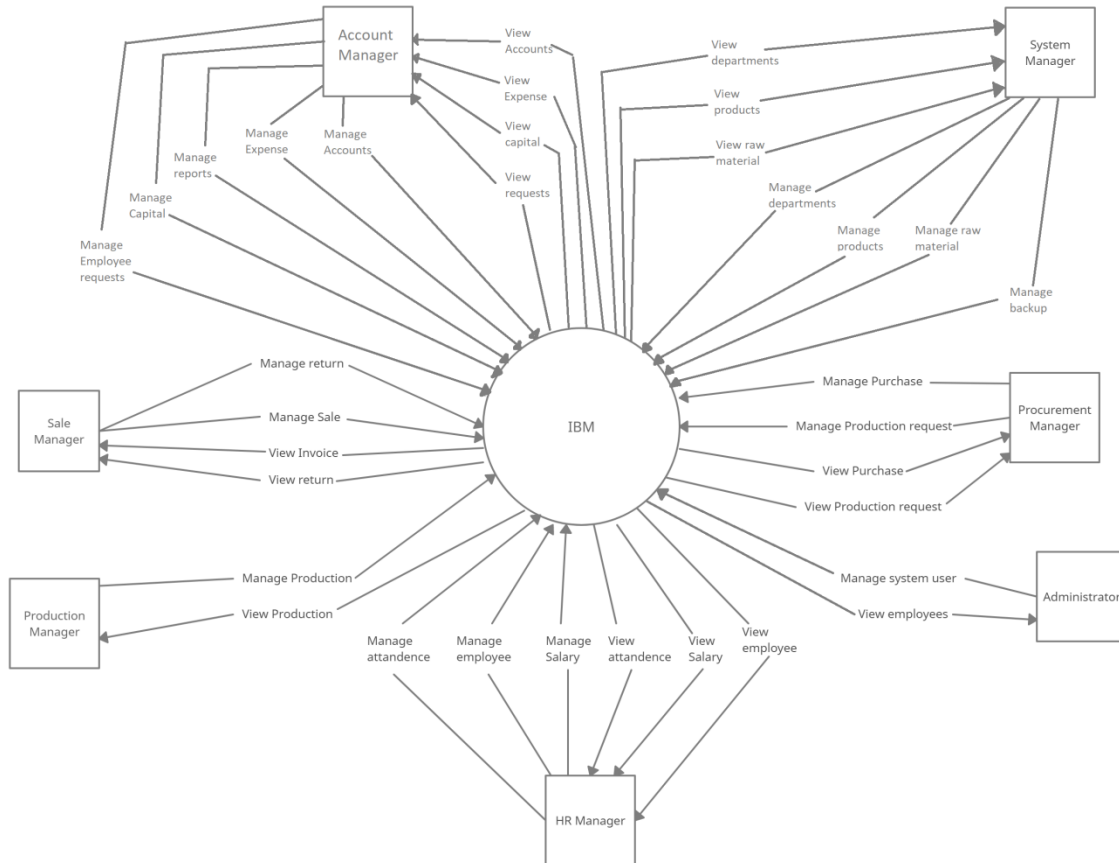 Account
Manager
View
Accounts
View
Expense
View
capital
View
requests
Manage
Accounts
Manage
Expense
Manage
reports
Manage
Capital
Manage
Employee
requests
View
departments
View
products
View raw
material
System
Manager
Manage
departments
Manage
products
Manage raw
material
Manage
backup
IBM
Sale
Manager
Manage return
Manage Sale
View Invoice
View return
Procurement
Manager
Manage Purchase
Manage Production request
View Purchase
View Production request
Production
Manager
Manage Production
View Production
Administrator
Manage system user
View employees
Manage
attandence
Manage
employee
Manage
Salary
View
attandence
View
Salary
View
employee
HR Manager